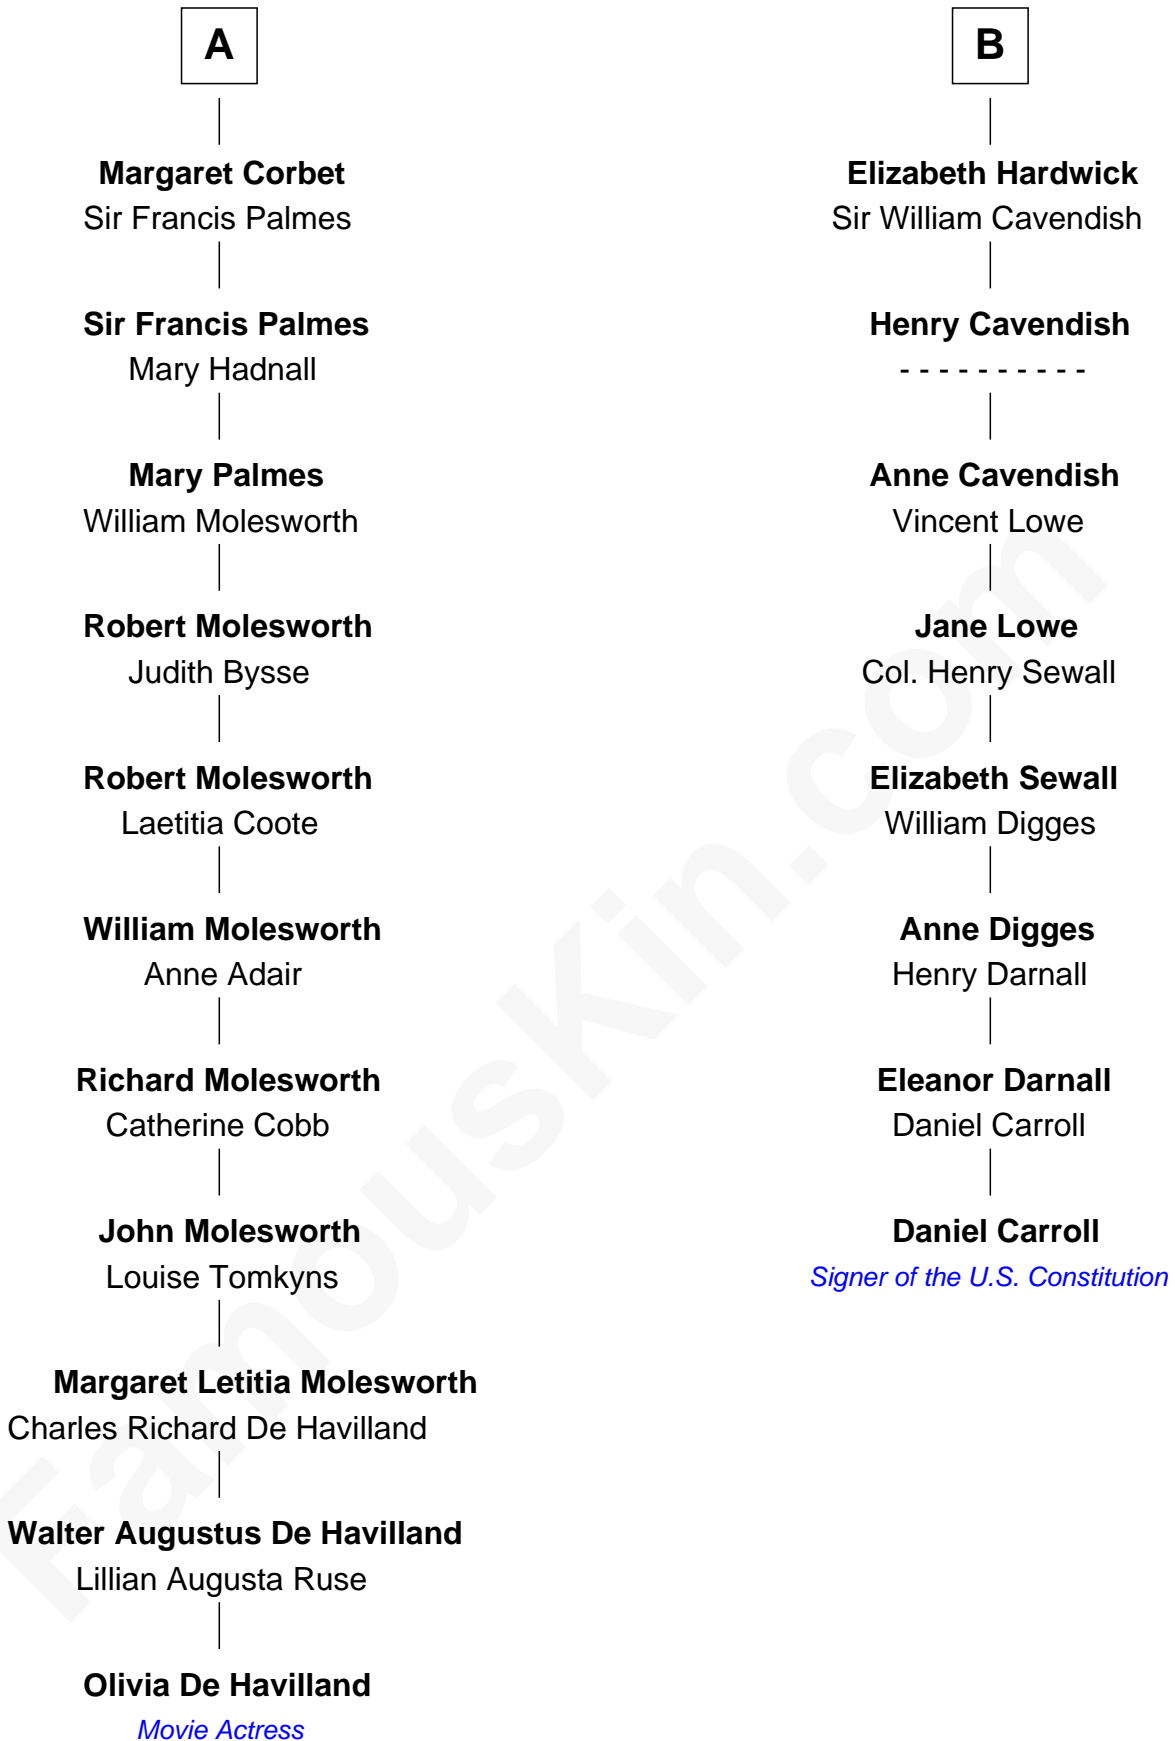 A
Margaret Corbet
Sir Francis Palmes
Sir Francis Palmes
Mary Hadnall
Mary Palmes
William Molesworth
Robert Molesworth
Judith Bysse
Robert Molesworth
Laetitia Coote
William Molesworth
Anne Adair
Richard Molesworth
Catherine Cobb
John Molesworth
Louise Tomkyns
Margaret Letitia Molesworth
Charles Richard De Havilland
Walter Augustus De Havilland
Lillian Augusta Ruse
Olivia De Havilland
Movie Actress
B
Elizabeth Hardwick
Sir William Cavendish
Henry Cavendish
- - - - - - - - - -
Anne Cavendish
Vincent Lowe
Jane Lowe
Col. Henry Sewall
Elizabeth Sewall
William Digges
Anne Digges
Henry Darnall
Eleanor Darnall
Daniel Carroll
Daniel Carroll
Signer of the U.S. Constitution
FamousKin.com